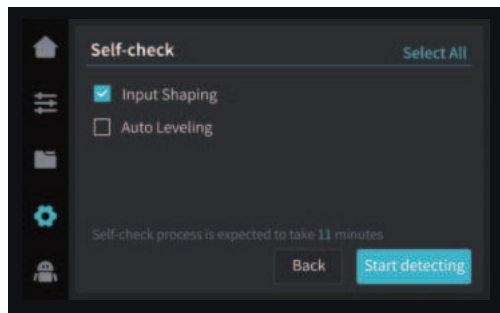 Self-check
Select All
Input Shaping
Auto Leveling
Self-check process is expected to take 11 minutes
Back
Start detecting